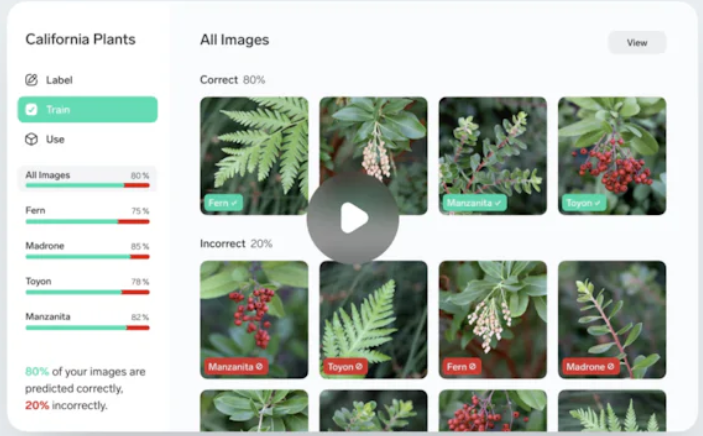 California Plants
Label
Train
Use
All Images 80%
Fern 75%
Madrone 85%
Toyon 78%
Manzanita 82%
80% of your images are
predicted correctly,
20% incorrectly.
All Images
View
Correct 80%
Fern
Manzanita
Toyon
Incorrect 20%
Manzanita
Toyon
Fern
Madrone